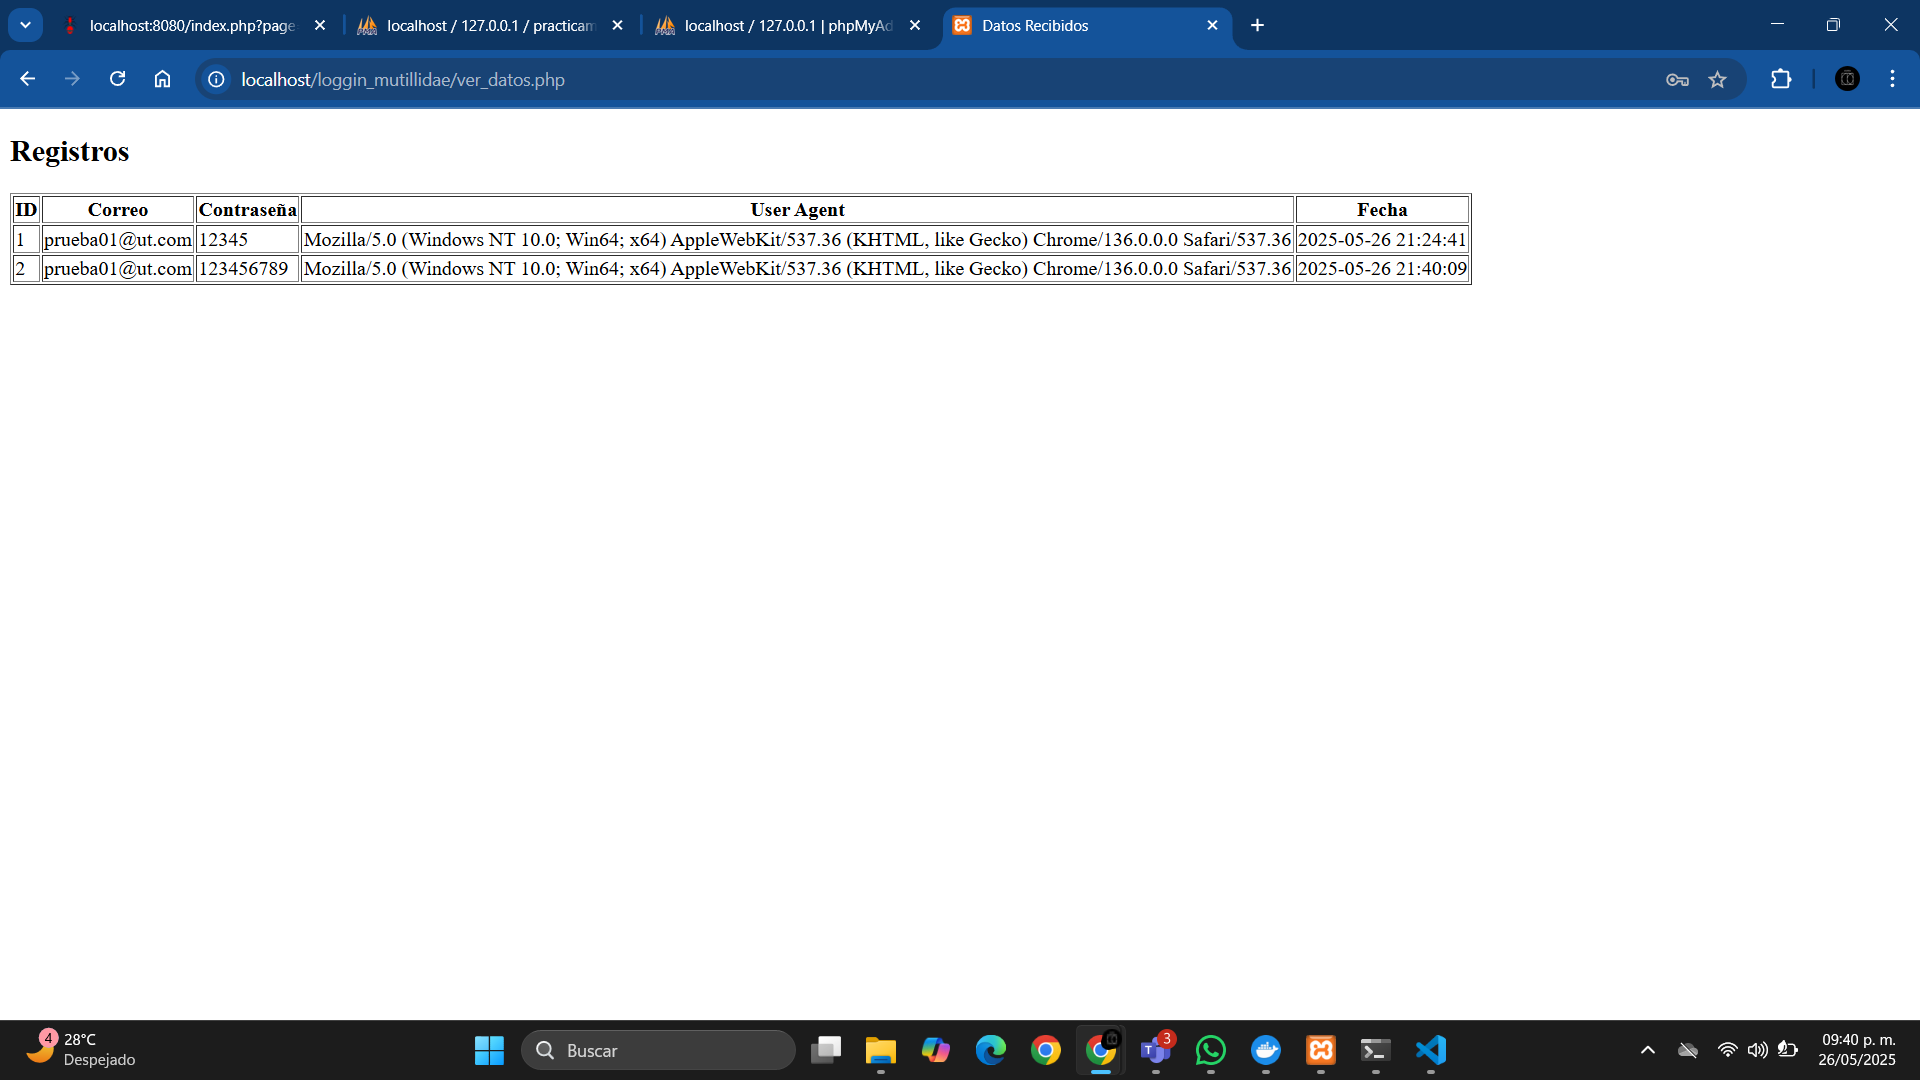 localhost:8080/index.php?page
localhost / 127.0.0.1 / practicam
localhost / 127.0.0.1 | phpMyAd
Datos Recibidos
localhost/loggin_mutillidae/ver_datos.php
Registros
ID Correo Contraseña User Agent Fecha
1 prueba01@ut.com 12345 Mozilla/5.0 (Windows NT 10.0; Win64; x64) AppleWebKit/537.36 (KHTML, like Gecko) Chrome/136.0.0.0 Safari/537.36 2025-05-26 21:24:41
2 prueba01@ut.com 123456789 Mozilla/5.0 (Windows NT 10.0; Win64; x64) AppleWebKit/537.36 (KHTML, like Gecko) Chrome/136.0.0.0 Safari/537.36 2025-05-26 21:40:09
4
28°C
Despejado
Buscar
3
09:40 p. m.
26/05/2025